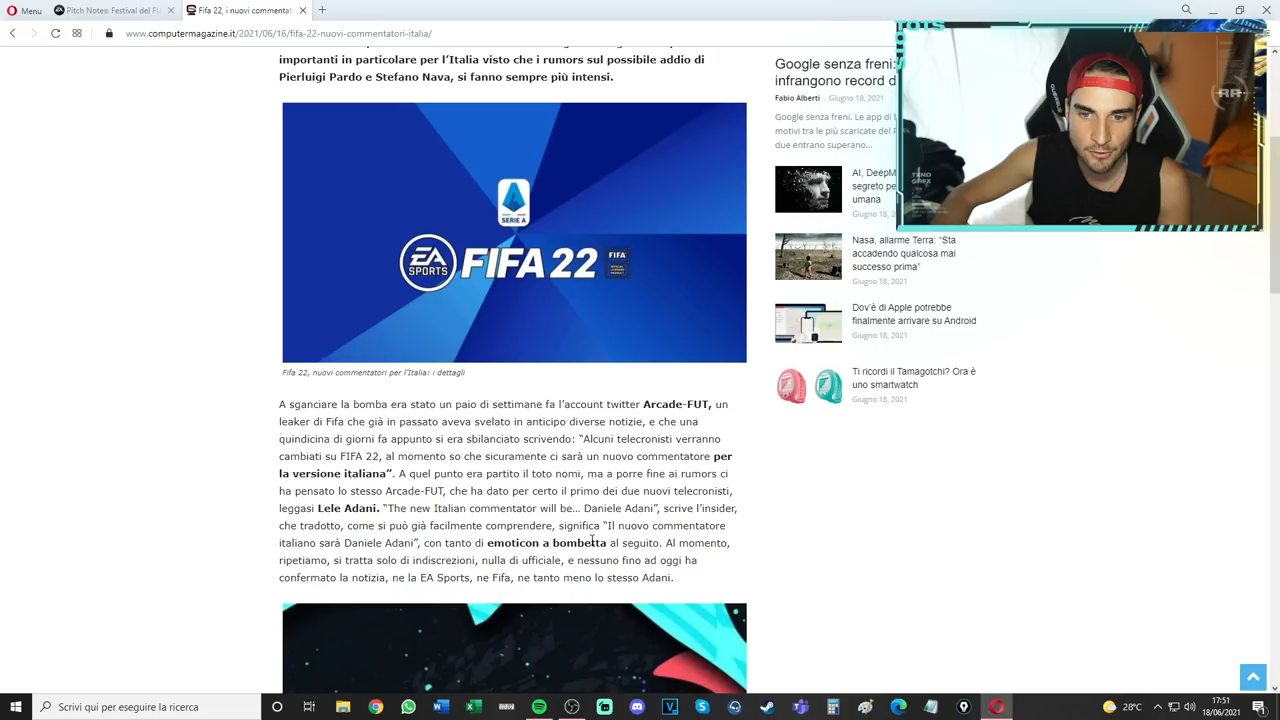 Menu
Pitch Notes: Festival del FU
Fifa 22, i nuovi commentat
www.computermagazine.it/2021/06/16/fifa-22-nuovi-commentatori-italia/
importanti in particolare per l'Italia visto che i rumors sul possibile addio di
Pierluigi Pardo e Stefano Nava, si fanno sempre più intensi.
SERIE A
EA SPORTS
FIFA 22
FIFA
Fifa 22, nuovi commentatori per l'Italia: i dettagli
A sganciare la bomba era stato un paio di settimane fa l'account twitter Arcade-FUT, un
leaker di Fifa che già in passato aveva svelato in anticipo diverse notizie, e che una
quindicina di giorni fa appunto si era sbilanciato scrivendo: "Alcuni telecronisti verranno
cambiati su FIFA 22, al momento so che sicuramente ci sarà un nuovo commentatore per
la versione italiana". A quel punto era partito il toto nomi, ma a porre fine ai rumors ci
ha pensato lo stesso Arcade-FUT, che ha dato per certo il primo dei due nuovi telecronisti,
leggasi Lele Adani. "The new Italian commentator will be... Daniele Adani", scrive l'insider,
che tradotto, come si può già facilmente comprendere, significa "Il nuovo commentatore
italiano sarà Daniele Adani", con tanto di emoticon a bombetta al seguito. Al momento,
ripetiamo, si tratta solo di indiscrezioni, nulla di ufficiale, e nessuno fino ad oggi ha
confermato la notizia, ne la EA Sports, ne Fifa, ne tanto meno lo stesso Adani.
Google senza freni:
infrangono record d
Fabio Alberti - Giugno 18, 2021
Google senza freni. Le app di
motivi tra le più scaricate del
due entrano superano...
AI, DeepM
segreto pe
umana
Giugno 18, 2
Nasa, allarme Terra: "Sta
accadendo qualcosa mai
successo prima"
Giugno 18, 2021
Dov'è di Apple potrebbe
finalmente arrivare su Android
Giugno 18, 2021
Ti ricordi il Tamagotchi? Ora è
uno smartwatch
Giugno 18, 2021
TOTS
RR
Scrivi qui per eseguire la ricerca
28°C
17:51
18/06/2021